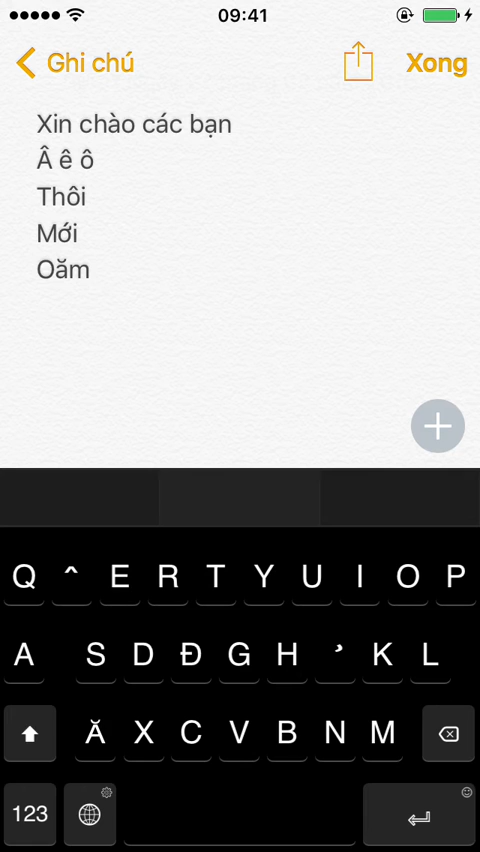 09:41
Ghi chú Xong
Xin chào các bạn
Â ê ô
Thôi
Mới
Oăm
Q ^ E R T Y U I O P
A S D Đ G H ̉ K L
Ă X C V B N M
123